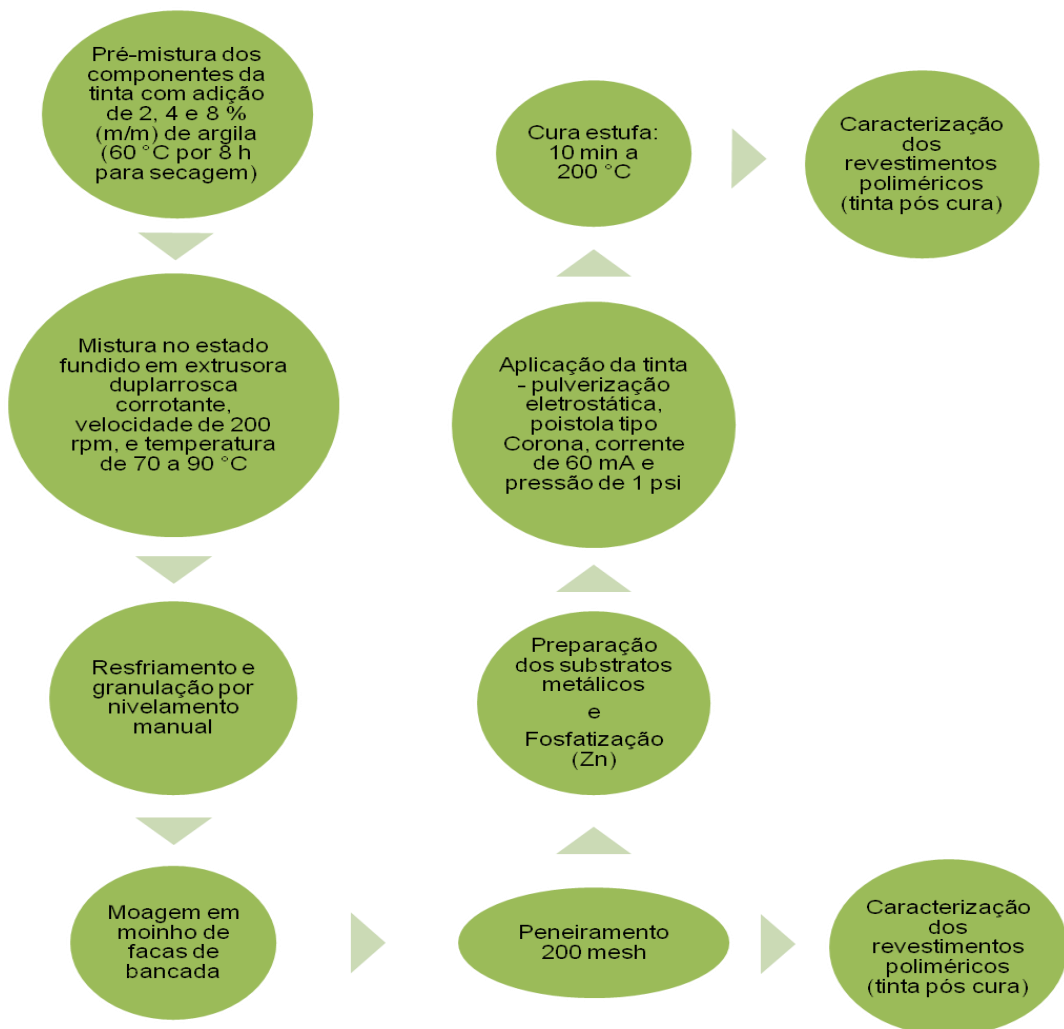 Pré-mistura dos
componentes da
tinta com adição
de 2, 4 e 8 %
(m/m) de argila
(60 °C por 8 h
para secagem)
Mistura no estado
fundido em extrusora
duplarrosca
corrotante,
velocidade de 200
rpm, e temperatura
de 70 a 90 °C
Resfriamento e
granulação por
nivelamento
manual
Moagem em
moinho de
facas de
bancada
Peneiramento
200 mesh
Caracterização
dos
revestimentos
poliméricos
(tinta pós cura)
Preparação
dos substratos
metálicos
e
Fosfatização
(Zn)
Aplicação da tinta
- pulverização
eletrostática,
poistola tipo
Corona, corrente
de 60 mA e
pressão de 1 psi
Cura estufa:
10 min a
200 °C
Caracterização
dos
revestimentos
poliméricos
(tinta pós cura)